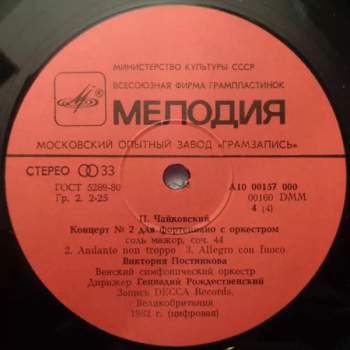 МИНИСТЕРСТВО КУЛЬТУРЫ СССР
ВСЕСОЮЗНАЯ ФИРМА ГРАМПЛАСТИНОК
МЕЛОДИЯ
МОСКОВСКИЙ ОПЫТНЫЙ ЗАВОД «ГРАМЗАПИСЬ»
СТЕРЕО 33
ГОСТ 5289-80
Гр. 2. 2-25
А10 00157 000
00160 DMM
4 (4)
П. Чайковский
Концерт № 2 для фортепиано с оркестром
соль мажор, соч. 44
2. Andante non troppo 3. Allegro con fuoco
Виктория Постникова
Венский симфонический оркестр
Дирижер Геннадий Рождественский
Запись DECCA Records,
Великобритания
1982 г. (цифровая)